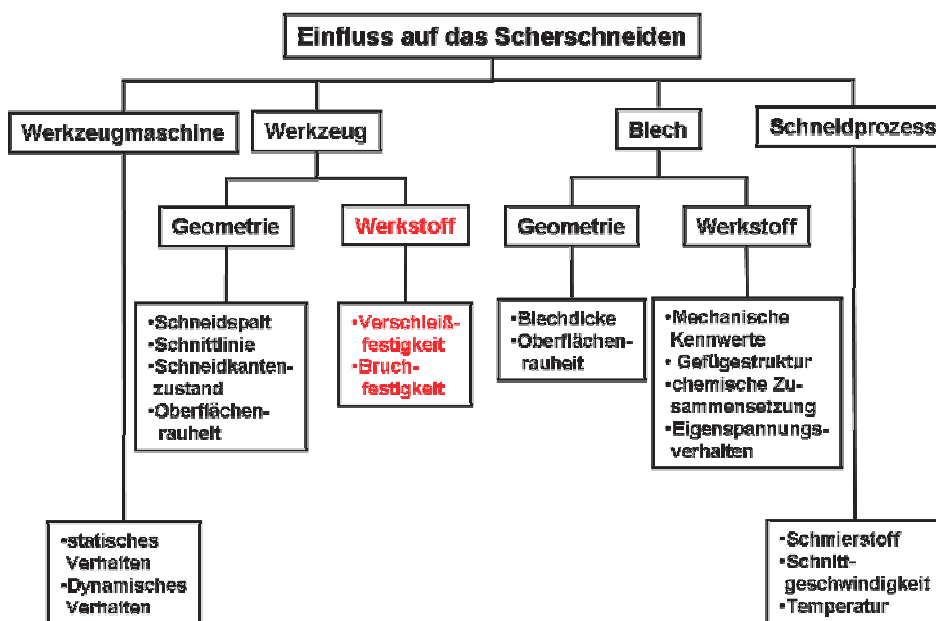 Einfluss auf das Scherschneiden
Werkzeugmaschine
Werkzeug
Blech
Schneidprozess
Geometrie
Werkstoff
Geometrie
Werkstoff
•Schneidspalt
•Schnittlinie
•Schneidkanten-
zustand
•Oberflächen-
rauheit
•Verschleiß-
festigkeit
•Bruch-
festigkeit
•Blechdicke
•Oberflächen-
rauheit
•Mechanische
Kennwerte
• Gefügestruktur
•chemische Zu-
sammensetzung
•Eigenspannungs-
verhalten
•statisches
Verhalten
•Dynamisches
Verhalten
•Schmierstoff
•Schnitt-
geschwindigkeit
•Temperatur